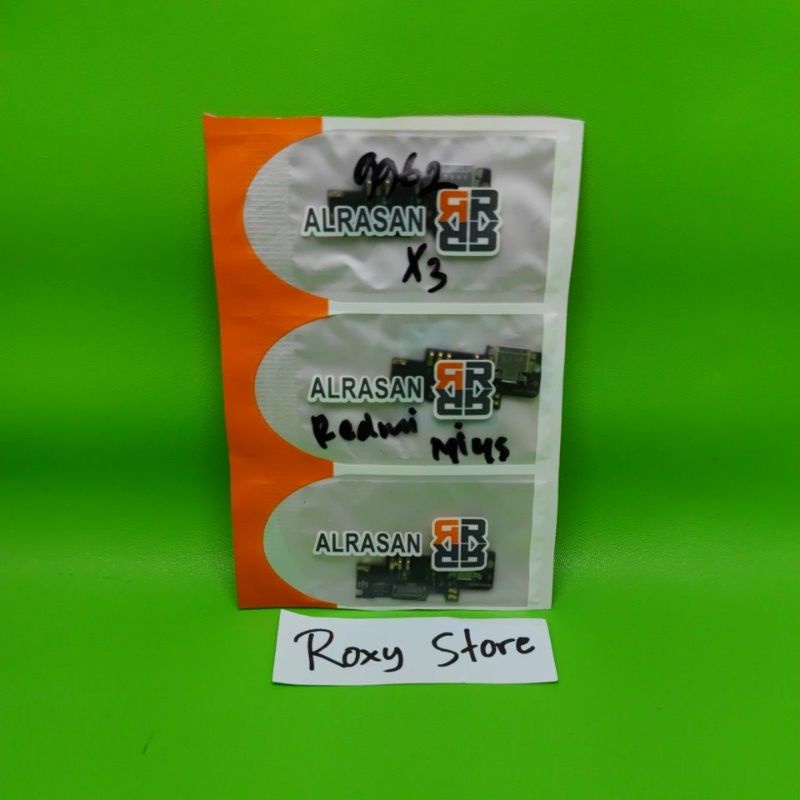 9962
ALRASAN
X3
ALRASAN
Redmi Mi4s
ALRASAN
Roxy Store